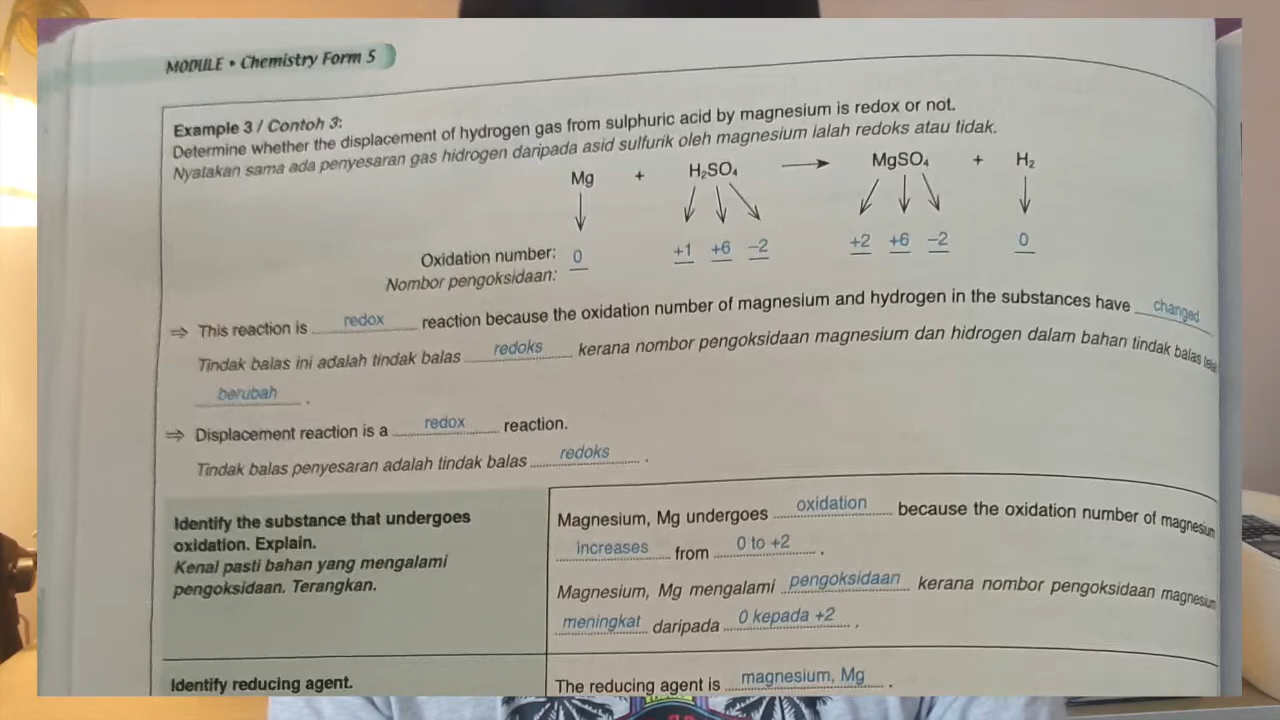 MODULE • Chemistry Form 5
Example 3 / Contoh 3:
Determine whether the displacement of hydrogen gas from sulphuric acid by magnesium is redox or not.
Nyatakan sama ada penyesaran gas hidrogen daripada asid sulfurik oleh magnesium ialah redoks atau tidak.
Mg + H₂SO₄ ⟶ MgSO₄ + H₂
Oxidation number: 0 +1 +6 −2 +2 +6 −2 0
Nombor pengoksidaan:
⇒ This reaction is redox reaction because the oxidation number of magnesium and hydrogen in the substances have changed
Tindak balas ini adalah tindak balas redoks kerana nombor pengoksidaan magnesium dan hidrogen dalam bahan tindak balas
berubah .
⇒ Displacement reaction is a redox reaction.
Tindak balas penyesaran adalah tindak balas redoks .
Identify the substance that undergoes
oxidation. Explain.
Kenal pasti bahan yang mengalami
pengoksidaan. Terangkan.
Magnesium, Mg undergoes oxidation because the oxidation number of magnesium
increases from 0 to +2 .
Magnesium, Mg mengalami pengoksidaan kerana nombor pengoksidaan magnesium
meningkat daripada 0 kepada +2 .
Identify reducing agent.
The reducing agent is magnesium, Mg .